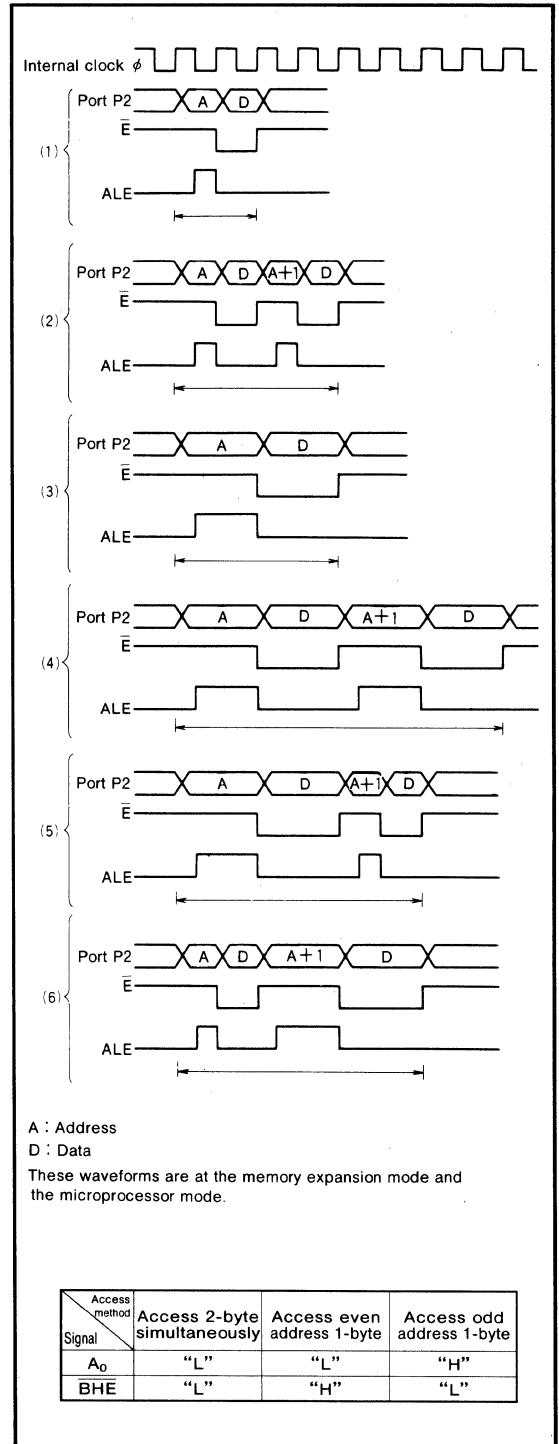 Internal clock ϕ
Port P2 A D
E̅
(1)
ALE
Port P2 A D A+1 D
E̅
(2)
ALE
Port P2 A D
E̅
(3)
ALE
Port P2 A D A+1 D
E̅
(4)
ALE
Port P2 A D A+1 D
E̅
(5)
ALE
Port P2 A D A+1 D
E̅
(6)
ALE
A : Address
D : Data
These waveforms are at the memory expansion mode and
the microprocessor mode.
Access method
Signal
Access 2-byte simultaneously
Access even address 1-byte
Access odd address 1-byte
A₀ “L” “L” “H”
B̅H̅E̅ “L” “H” “L”